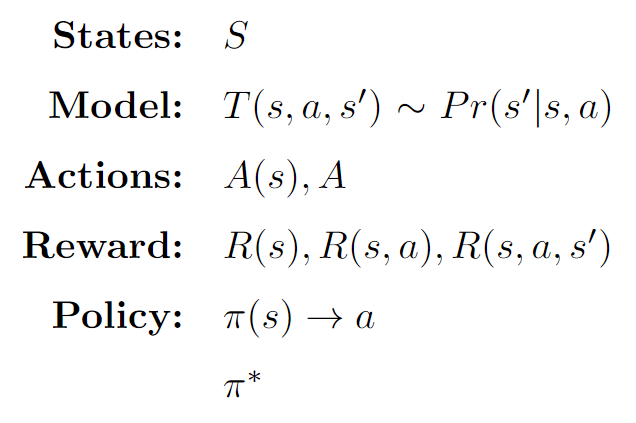 States: S
Model: T(s, a, s′) ∼ Pr(s′|s, a)
Actions: A(s), A
Reward: R(s), R(s, a), R(s, a, s′)
Policy: π(s) → a
π*